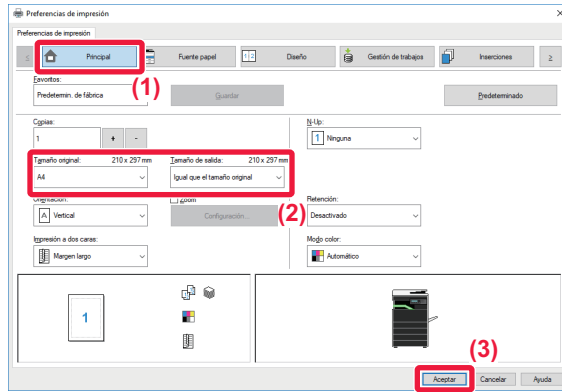 Preferencias de impresión
Preferencias de impresión
Principal
Fuente papel
1 2
Diseño
Gestión de trabajos
Inserciones
(1)
Favoritos:
Predetermin. de fábrica
Guardar
Predeterminado
Copias:
1
+ -
N-Up:
1 Ninguna
Tamaño original: 210 x 297 mm
A4
Tamaño de salida: 210 x 297 mm
Igual que el tamaño original
(2)
Orientación:
A Vertical
Zoom
Configuración...
Retención:
Desactivado
Impresión a dos caras:
Margen largo
Modo color:
Automático
1
(3)
Aceptar
Cancelar
Ayuda